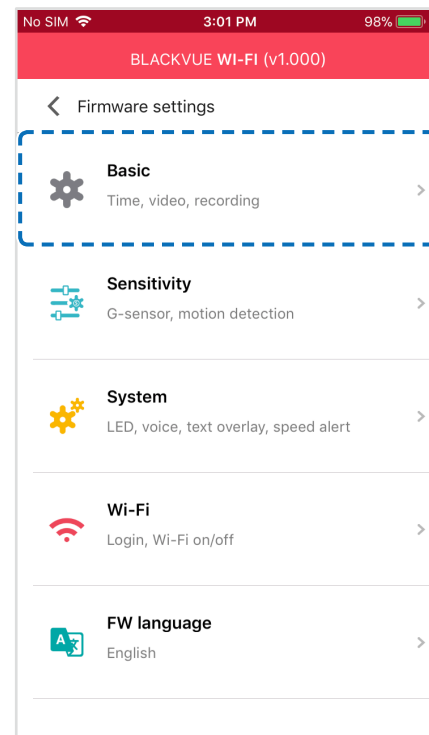 No SIM 3:01 PM 98%
BLACKVUE WI-FI (v1.000)
Firmware settings
Basic
Time, video, recording
Sensitivity
G-sensor, motion detection
System
LED, voice, text overlay, speed alert
Wi-Fi
Login, Wi-Fi on/off
FW language
English